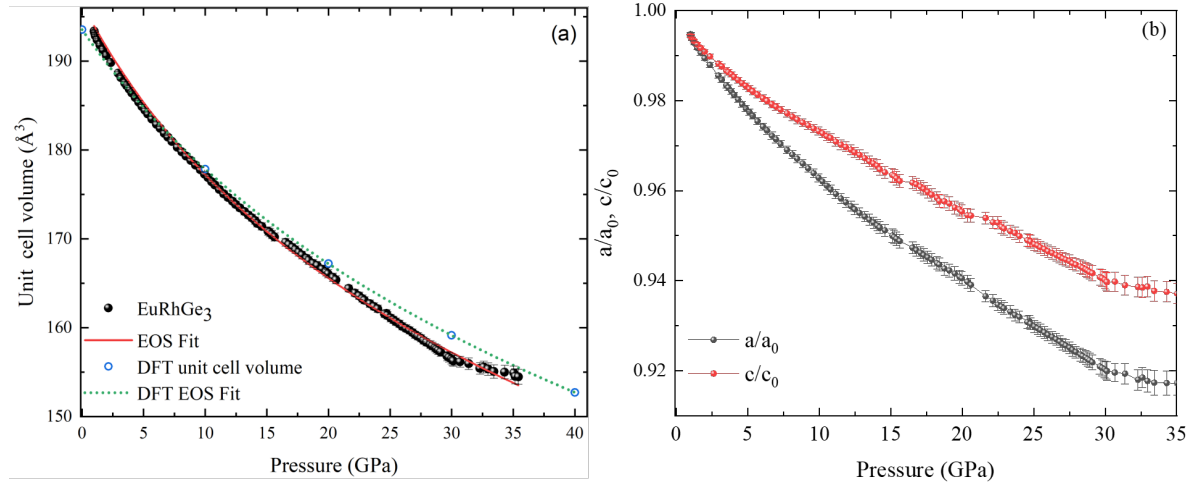 (a)
Unit cell volume (Å³)
190
180
170
160
150
EuRhGe₃
EOS Fit
DFT unit cell volume
DFT EOS Fit
0 5 10 15 20 25 30 35 40
Pressure (GPa)
(b)
a/a₀, c/c₀
1.00
0.98
0.96
0.94
0.92
a/a₀
c/c₀
0 5 10 15 20 25 30 35
Pressure (GPa)